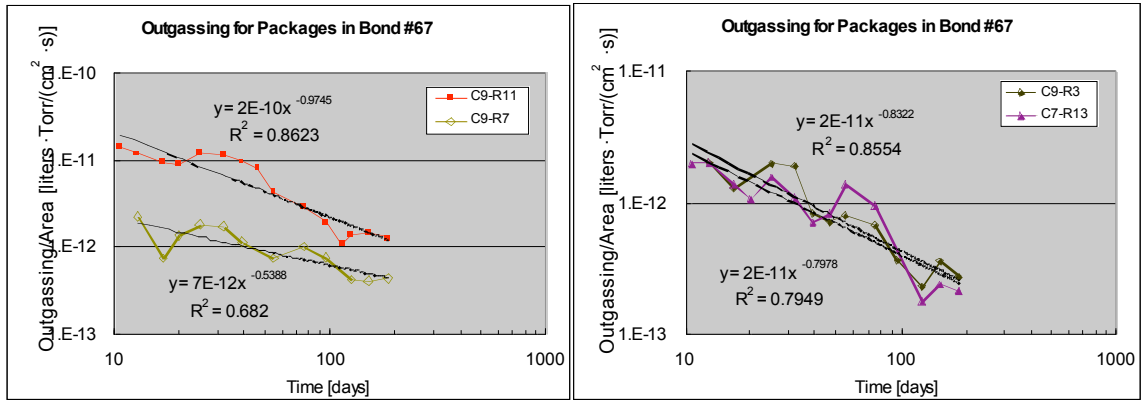 Outgassing for Packages in Bond #67
Outgassing/Area [liters·Torr/(cm² ·s)]
1.E-10
1.E-11
1.E-12
1.E-13
C9-R11
C9-R7
y= 2E-10x^-0.9745
R² = 0.8623
y= 7E-12x^-0.5388
R² = 0.682
10
100
1000
Time [days]
Outgassing for Packages in Bond #67
Outgassing/Area [liters·Torr/(cm² ·s)]
1.E-11
1.E-12
1.E-13
C9-R3
C7-R13
y= 2E-11x^-0.8322
R² = 0.8554
y= 2E-11x^-0.7978
R² = 0.7949
10
100
1000
Time [days]